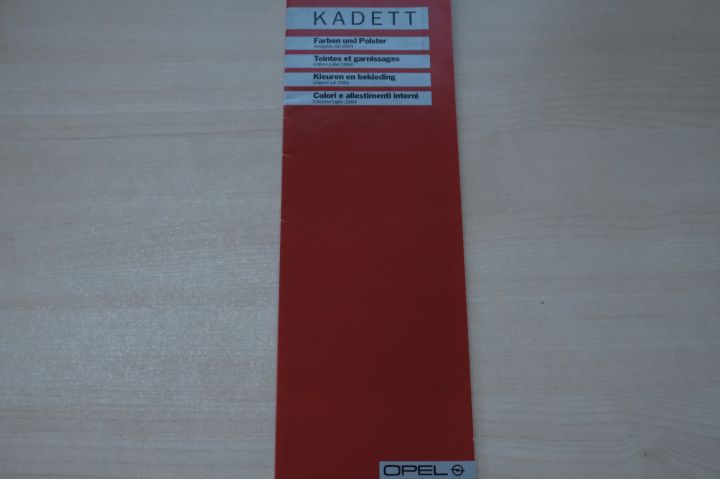 KADETT
Farben und Polster
Ausgabe Juli 1984
Teintes et garnissages
Edition juillet 1984
Kleuren en bekleding
Uitgave juli 1984
Colori e allestimenti interni
Edizione luglio 1984
OPEL